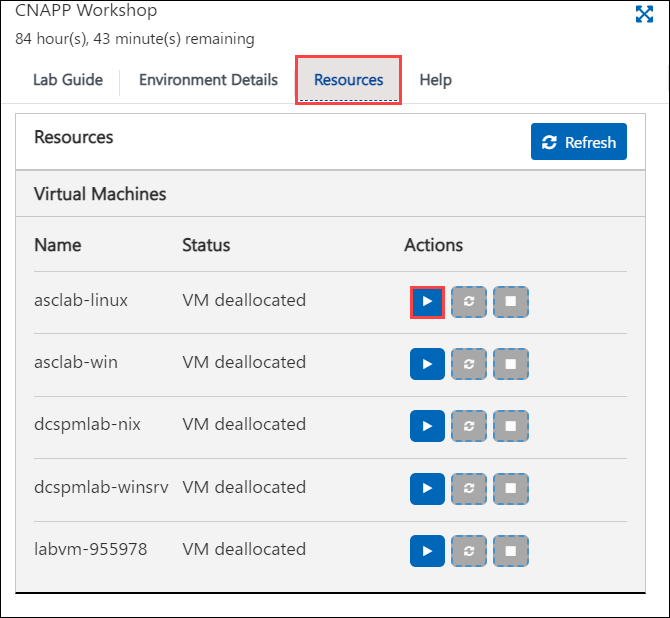 CNAPP Workshop
84 hour(s), 43 minute(s) remaining
Lab Guide Environment Details Resources Help
Resources Refresh
Virtual Machines
Name Status Actions
asclab-linux VM deallocated
asclab-win VM deallocated
dcspmlab-nix VM deallocated
dcspmlab-winsrv VM deallocated
labvm-955978 VM deallocated